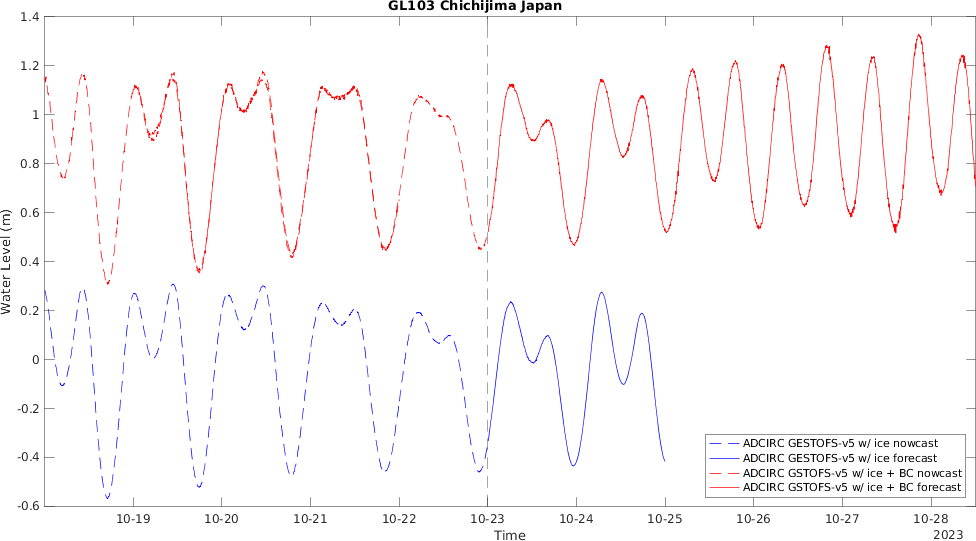 GL103 Chichijima Japan
Water Level (m)
1.4
1.2
1
0.8
0.6
0.4
0.2
0
-0.2
-0.4
-0.6
ADCIRC GESTOFS-v5 w/ ice nowcast
ADCIRC GESTOFS-v5 w/ ice forecast
ADCIRC GSTOFS-v5 w/ ice + BC nowcast
ADCIRC GSTOFS-v5 w/ ice + BC forecast
10-19 10-20 10-21 10-22 10-23 10-24 10-25 10-26 10-27 10-28
Time
2023